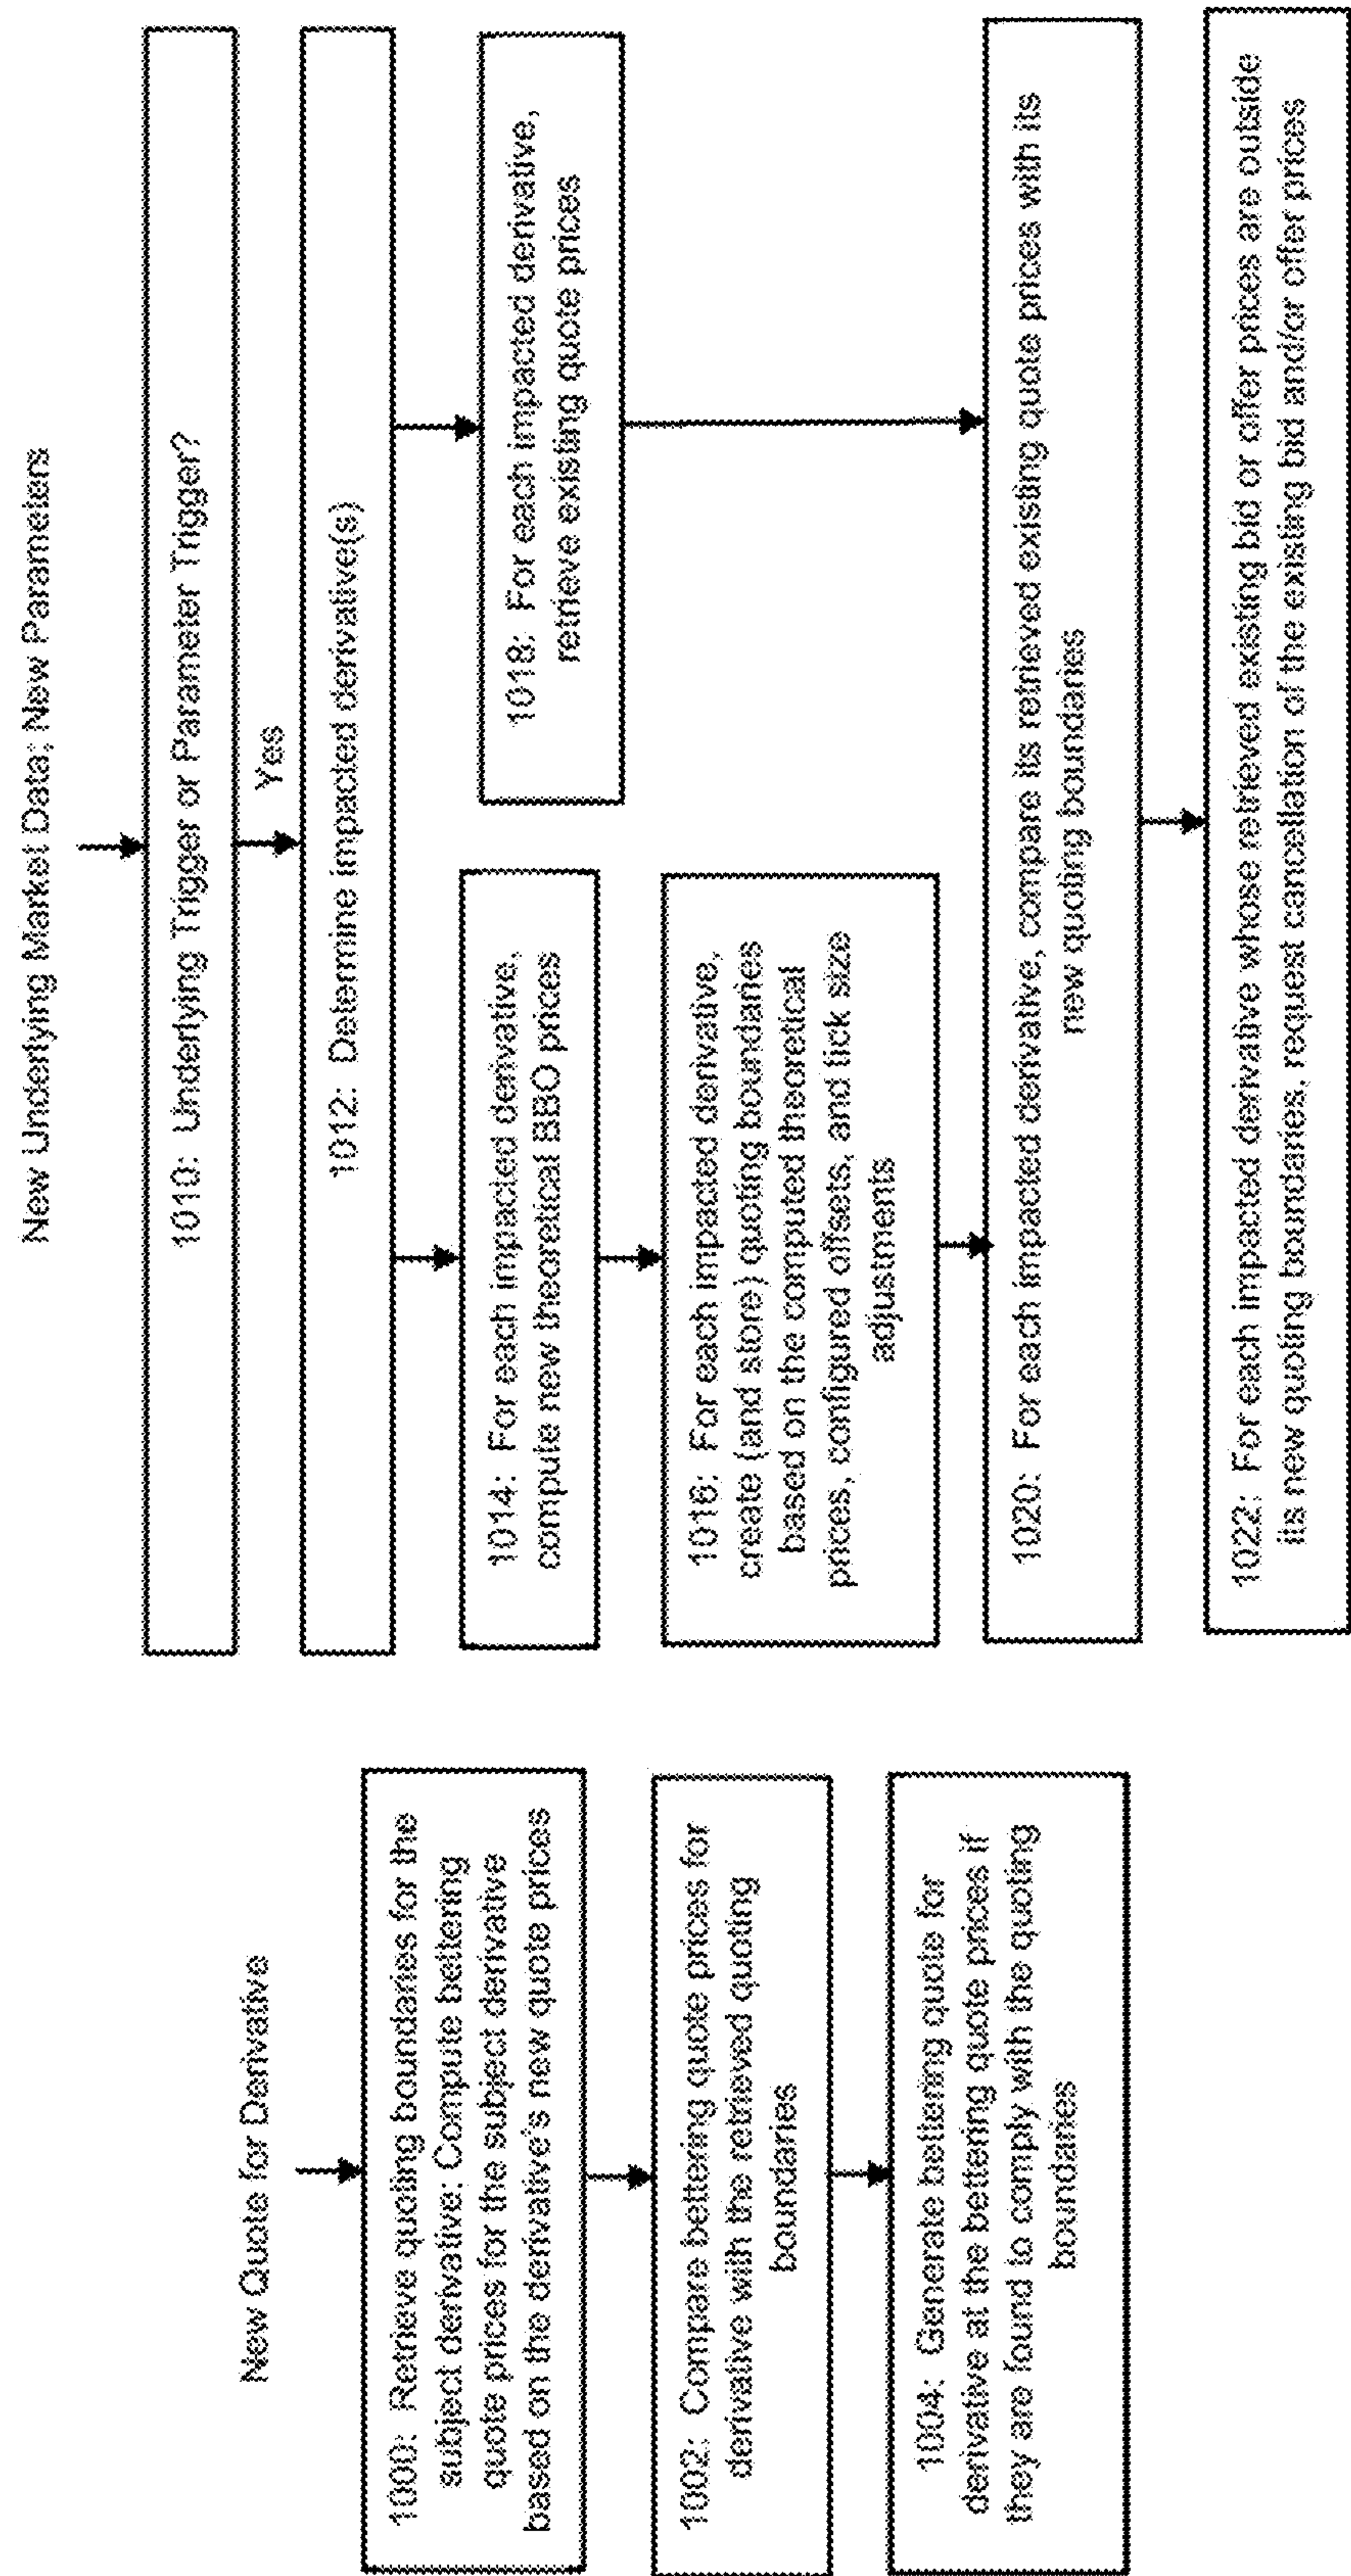 New Quote for Derivative
1000: Retrieve quoting boundaries for the
subject derivative; Compute bettering
quote prices for the subject derivative
based on the derivative's new quote prices
1002: Compare bettering quote prices for
derivative with the retrieved quoting
boundaries
1004: Generate bettering quote for
derivative at the bettering quote prices if
they are found to comply with the quoting
boundaries
New Underlying Market Data; New Parameters
1010: Underlying Trigger or Parameter Trigger?
Yes
1012: Determine impacted derivative(s)
1014: For each impacted derivative,
compute new theoretical BBO prices
1016: For each impacted derivative,
create (and store) quoting boundaries
based on the computed theoretical
prices, configured offsets, and tick size
adjustments
1018: For each impacted derivative,
retrieve existing quote prices
1020: For each impacted derivative, compare its retrieved existing quote prices with its
new quoting boundaries
1022: For each impacted derivative whose retrieved existing bid or offer prices are outside
its new quoting boundaries, request cancellation of the existing bid and/or offer prices